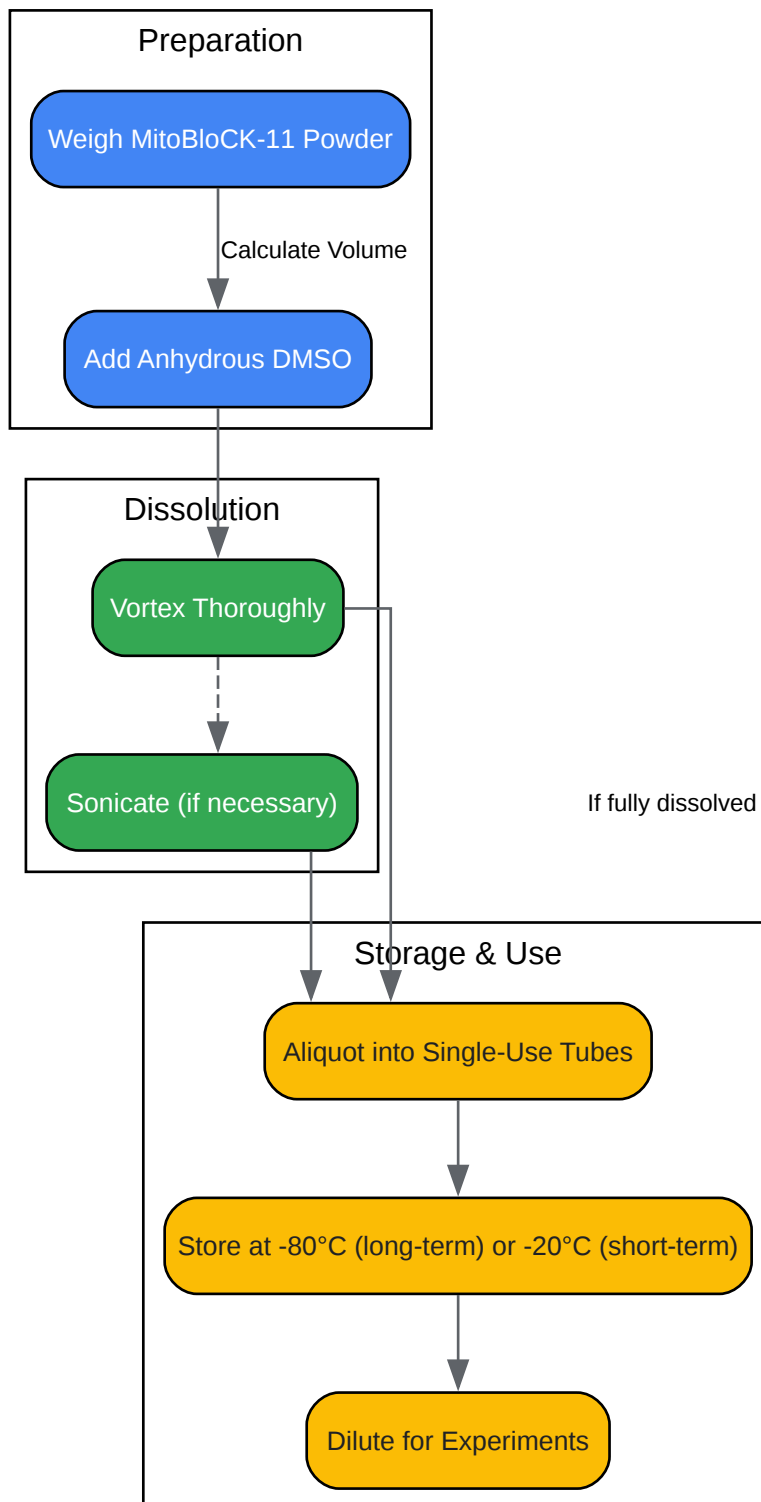 Preparation
Weigh MitoBloCK-11 Powder
Calculate Volume
Add Anhydrous DMSO
Dissolution
Vortex Thoroughly
Sonicate (if necessary)
If fully dissolved
Storage & Use
Aliquot into Single-Use Tubes
Store at -80°C (long-term) or -20°C (short-term)
Dilute for Experiments